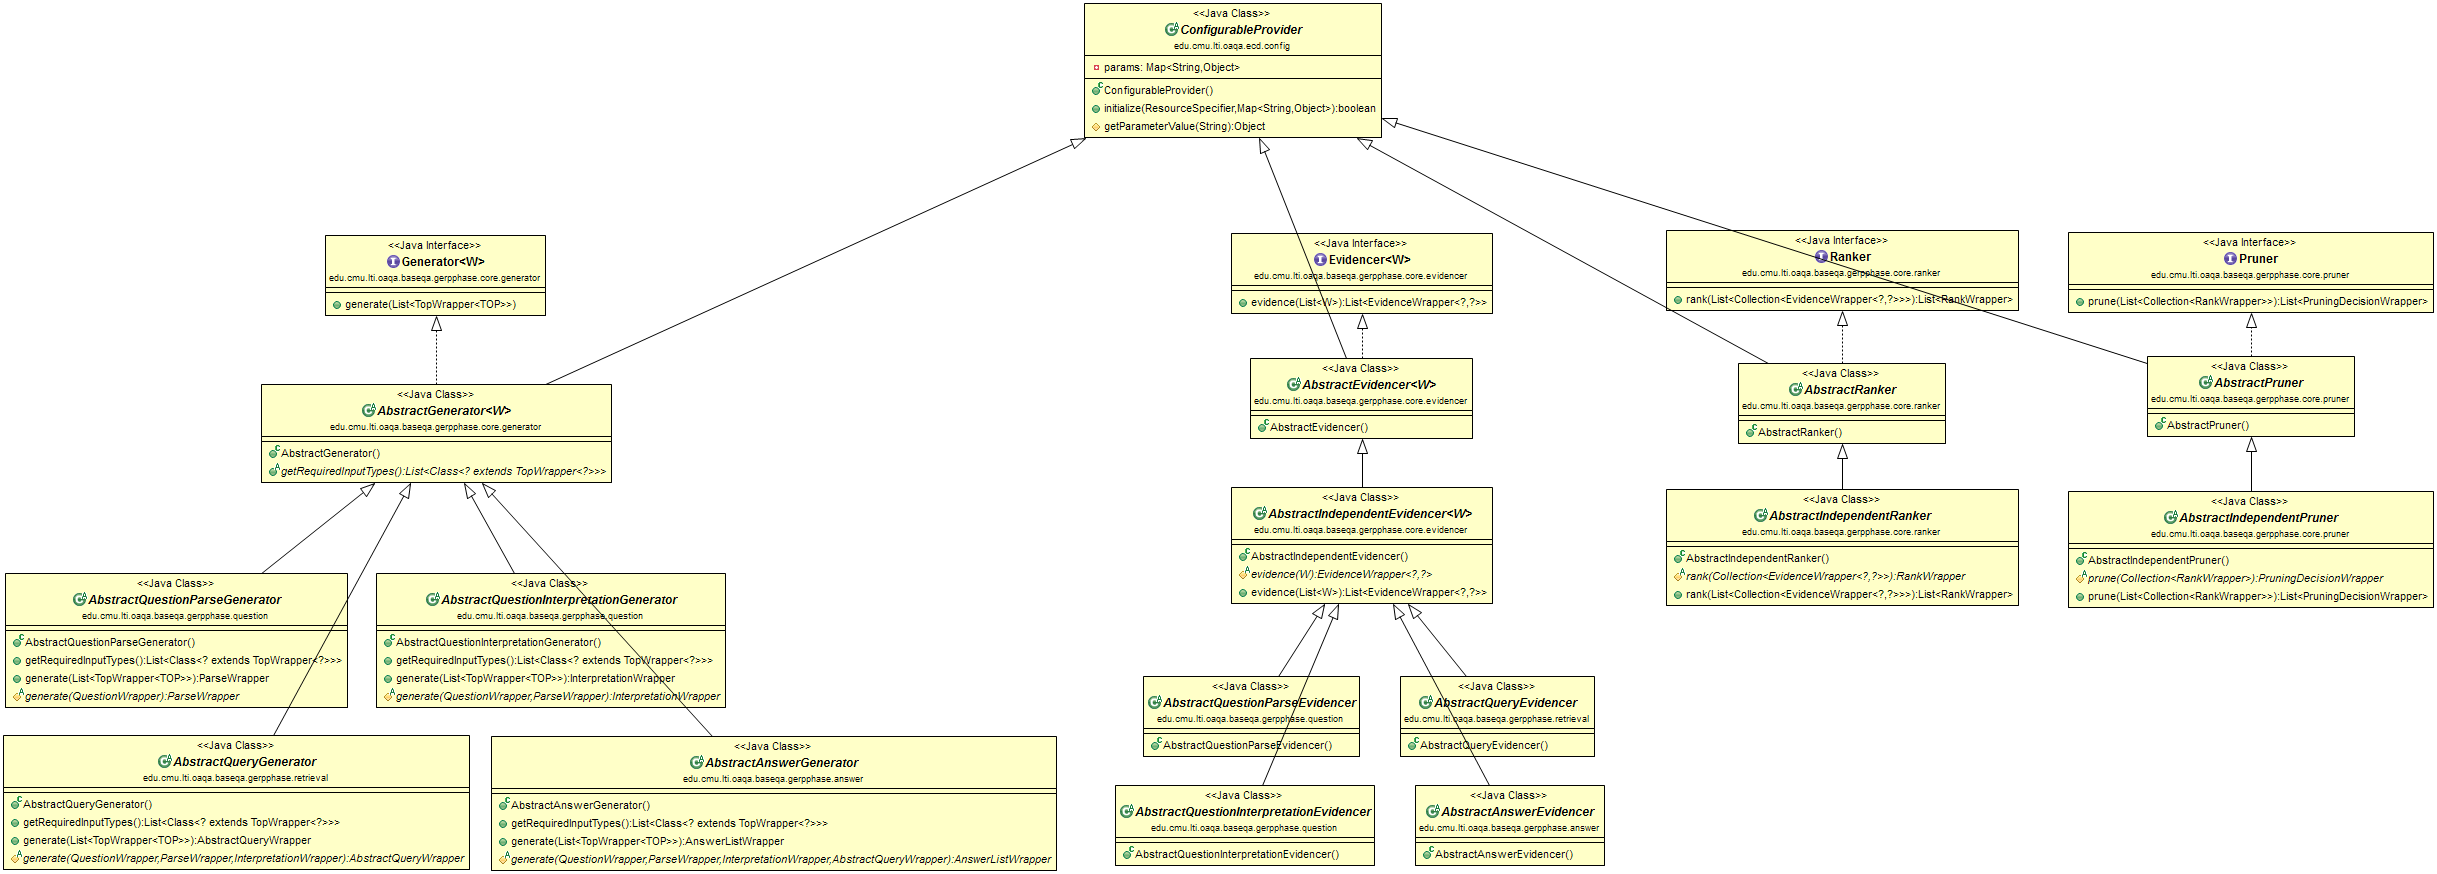 <<Java Class>>
ConfigurableProvider
edu.cmu.lti.oaqa.ecd.config
params: Map<String,Object>
ConfigurableProvider()
initialize(ResourceSpecifier,Map<String,Object>):boolean
getParameterValue(String):Object
<<Java Interface>>
Generator<W>
edu.cmu.lti.oaqa.baseqa.gerpphase.core.generator
generate(List<TopWrapper<TOP>>)
<<Java Interface>>
Evidencer<W>
edu.cmu.lti.oaqa.baseqa.gerpphase.core.evidencer
evidence(List<W>):List<EvidenceWrapper<?,?>>
<<Java Interface>>
Ranker
edu.cmu.lti.oaqa.baseqa.gerpphase.core.ranker
rank(List<Collection<EvidenceWrapper<?,?>>>):List<RankWrapper>
<<Java Interface>>
Pruner
edu.cmu.lti.oaqa.baseqa.gerpphase.core.pruner
prune(List<Collection<RankWrapper>>):List<PruningDecisionWrapper>
<<Java Class>>
AbstractGenerator<W>
edu.cmu.lti.oaqa.baseqa.gerpphase.core.generator
AbstractGenerator()
getRequiredInputTypes():List<Class<? extends TopWrapper<?>>>
<<Java Class>>
AbstractEvidencer<W>
edu.cmu.lti.oaqa.baseqa.gerpphase.core.evidencer
AbstractEvidencer()
<<Java Class>>
AbstractRanker
edu.cmu.lti.oaqa.baseqa.gerpphase.core.ranker
AbstractRanker()
<<Java Class>>
AbstractPruner
edu.cmu.lti.oaqa.baseqa.gerpphase.core.pruner
AbstractPruner()
<<Java Class>>
AbstractIndependentEvidencer<W>
edu.cmu.lti.oaqa.baseqa.gerpphase.core.evidencer
AbstractIndependentEvidencer()
evidence(W):EvidenceWrapper<?,?>
evidence(List<W>):List<EvidenceWrapper<?,?>>
<<Java Class>>
AbstractIndependentRanker
edu.cmu.lti.oaqa.baseqa.gerpphase.core.ranker
AbstractIndependentRanker()
rank(Collection<EvidenceWrapper<?,?>>):RankWrapper
rank(List<Collection<EvidenceWrapper<?,?>>>):List<RankWrapper>
<<Java Class>>
AbstractIndependentPruner
edu.cmu.lti.oaqa.baseqa.gerpphase.core.pruner
AbstractIndependentPruner()
prune(Collection<RankWrapper>):PruningDecisionWrapper
prune(List<Collection<RankWrapper>>):List<PruningDecisionWrapper>
<<Java Class>>
AbstractQuestionParseGenerator
edu.cmu.lti.oaqa.baseqa.gerpphase.question
AbstractQuestionParseGenerator()
getRequiredInputTypes():List<Class<? extends TopWrapper<?>>>
generate(List<TopWrapper<TOP>>):ParseWrapper
generate(QuestionWrapper):ParseWrapper
<<Java Class>>
AbstractQuestionInterpretationGenerator
edu.cmu.lti.oaqa.baseqa.gerpphase.question
AbstractQuestionInterpretationGenerator()
getRequiredInputTypes():List<Class<? extends TopWrapper<?>>>
generate(List<TopWrapper<TOP>>):InterpretationWrapper
generate(QuestionWrapper,ParseWrapper):InterpretationWrapper
<<Java Class>>
AbstractQuestionParseEvidencer
edu.cmu.lti.oaqa.baseqa.gerpphase.question
AbstractQuestionParseEvidencer()
<<Java Class>>
AbstractQueryEvidencer
edu.cmu.lti.oaqa.baseqa.gerpphase.retrieval
AbstractQueryEvidencer()
<<Java Class>>
AbstractQueryGenerator
edu.cmu.lti.oaqa.baseqa.gerpphase.retrieval
AbstractQueryGenerator()
getRequiredInputTypes():List<Class<? extends TopWrapper<?>>>
generate(List<TopWrapper<TOP>>):AbstractQueryWrapper
generate(QuestionWrapper,ParseWrapper,InterpretationWrapper):AbstractQueryWrapper
<<Java Class>>
AbstractAnswerGenerator
edu.cmu.lti.oaqa.baseqa.gerpphase.answer
AbstractAnswerGenerator()
getRequiredInputTypes():List<Class<? extends TopWrapper<?>>>
generate(List<TopWrapper<TOP>>):AnswerListWrapper
generate(QuestionWrapper,ParseWrapper,InterpretationWrapper,AbstractQueryWrapper):AnswerListWrapper
<<Java Class>>
AbstractQuestionInterpretationEvidencer
edu.cmu.lti.oaqa.baseqa.gerpphase.question
AbstractQuestionInterpretationEvidencer()
<<Java Class>>
AbstractAnswerEvidencer
edu.cmu.lti.oaqa.baseqa.gerpphase.answer
AbstractAnswerEvidencer()